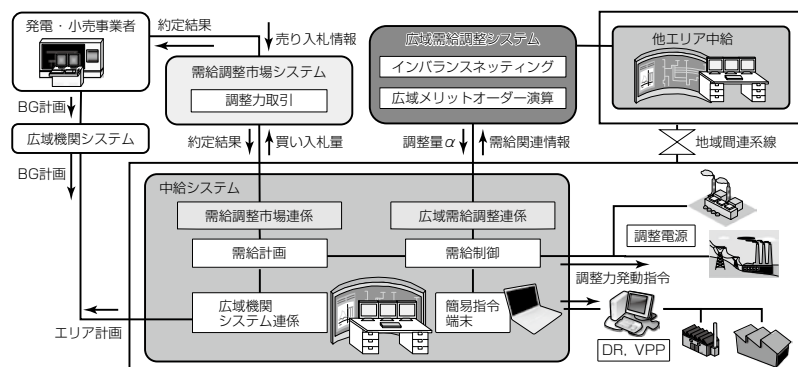 発電・小売事業者
約定結果
売り入札情報
広域需給調整システム
他エリア中給
需給調整市場システム
インバランスネッティング
調整力取引
広域メリットオーダー演算
BG計画
広域機関システム
約定結果
買い入札量
調整量α
需給関連情報
地域間連系線
BG計画
中給システム
需給調整市場連係
広域需給調整連係
需給計画
需給制御
調整電源
調整力発動指令
エリア計画
広域機関
システム連係
簡易指令
端末
DR，VPP